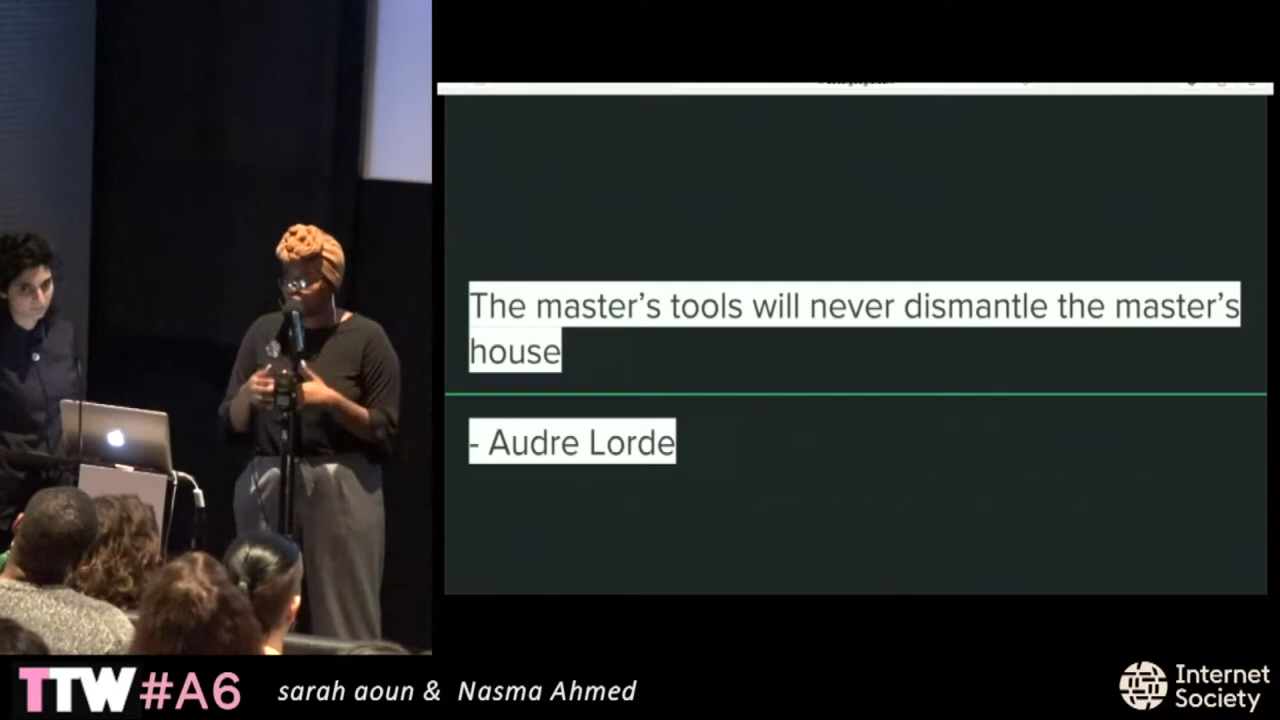 The master’s tools will never dismantle the master’s
house
- Audre Lorde
TTW#A6
sarah aoun & Nasma Ahmed
Internet
Society